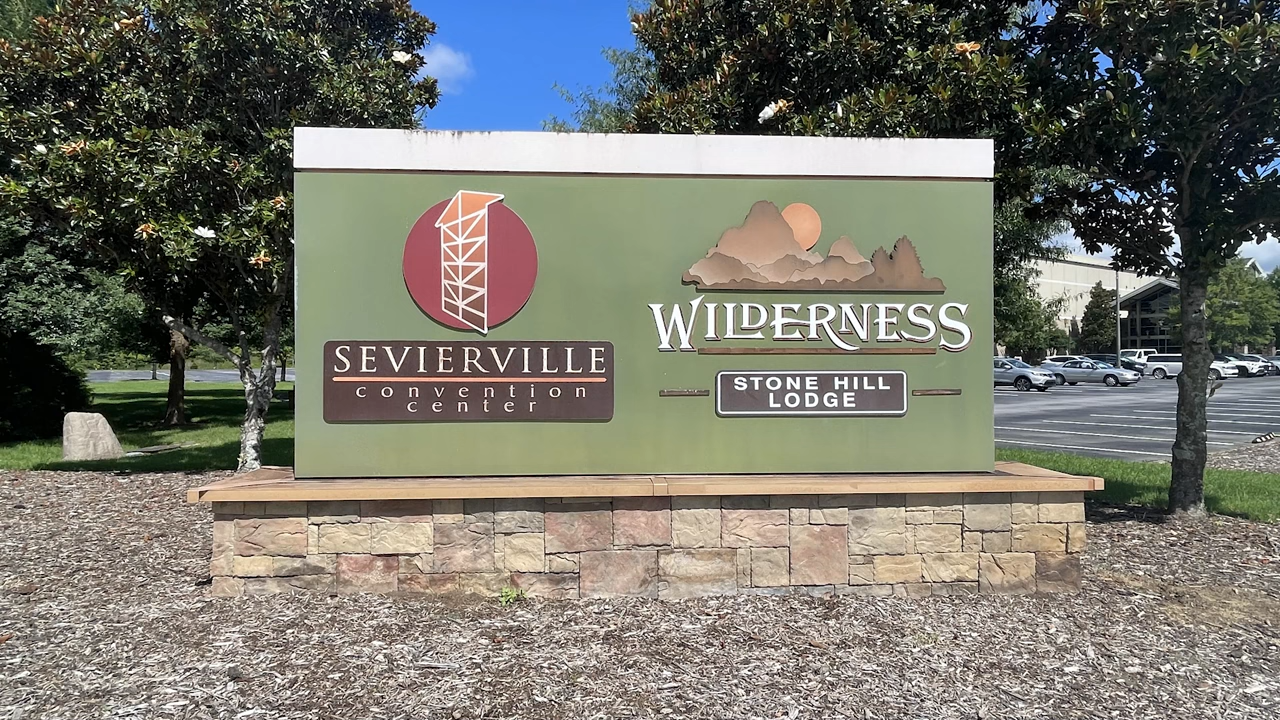 SEVIERVILLE
convention
center
WILDERNESS
STONE HILL
LODGE